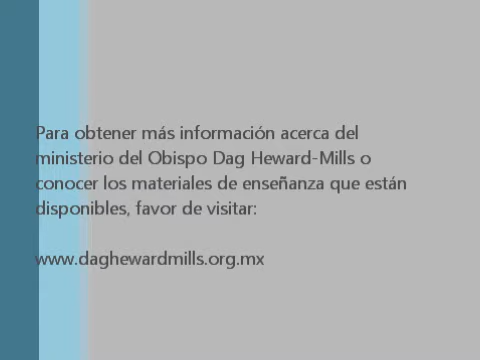 Para obtener más información acerca del
ministerio del Obispo Dag Heward-Mills o
conocer los materiales de enseñanza que están
disponibles, favor de visitar:
www.daghewardmills.org.mx